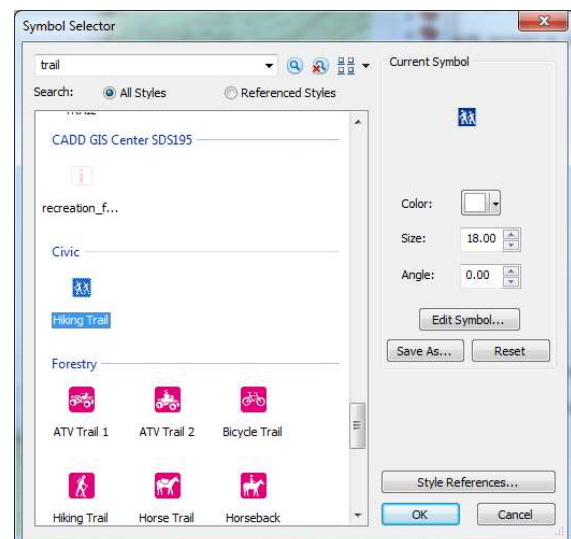 Symbol Selector
trail
Search: All Styles Referenced Styles
CADD GIS Center SDS195
recreation_f...
Civic
Hiking Trail
Forestry
ATV Trail 1 ATV Trail 2 Bicycle Trail
Hiking Trail Horse Trail Horseback
Current Symbol
Color:
Size: 18.00
Angle: 0.00
Edit Symbol...
Save As... Reset
Style References...
OK Cancel